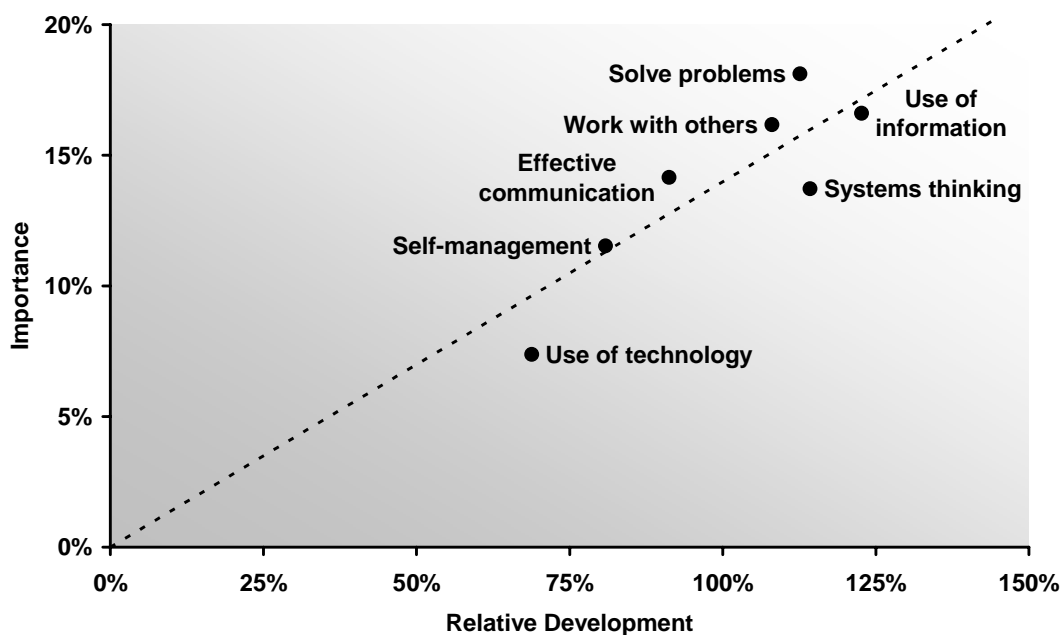 20%
Solve problems
Use of
information
Work with others
15%
Effective
communication
Systems thinking
Self-management
10%
Importance
Use of technology
5%
0%
0%
25%
50%
75%
100%
125%
150%
Relative Development